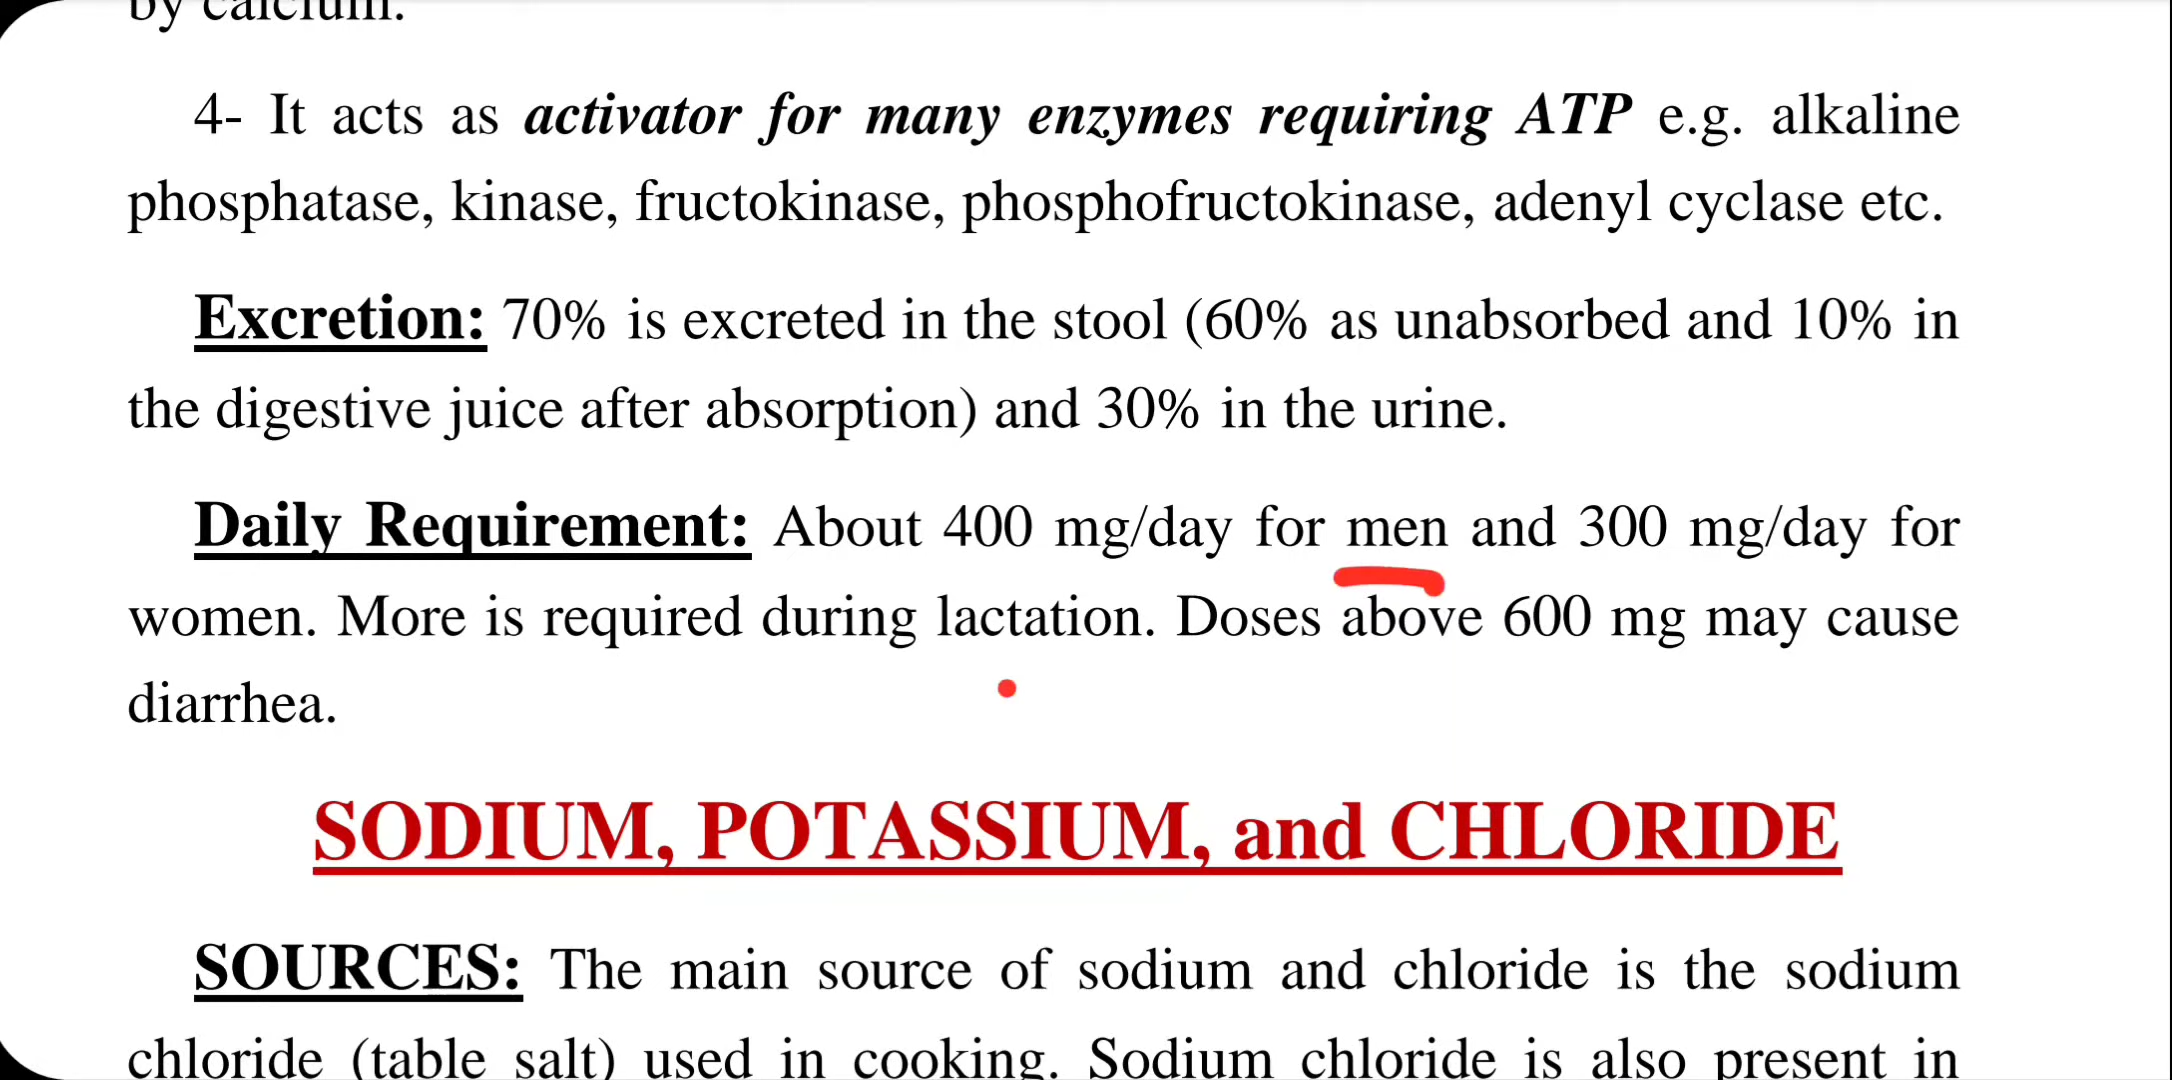 by calcium.
4- It acts as activator for many enzymes requiring ATP e.g. alkaline
phosphatase, kinase, fructokinase, phosphofructokinase, adenyl cyclase etc.
Excretion: 70% is excreted in the stool (60% as unabsorbed and 10% in
the digestive juice after absorption) and 30% in the urine.
Daily Requirement: About 400 mg/day for men and 300 mg/day for
women. More is required during lactation. Doses above 600 mg may cause
diarrhea.
SODIUM, POTASSIUM, and CHLORIDE
SOURCES: The main source of sodium and chloride is the sodium
chloride (table salt) used in cooking. Sodium chloride is also present in